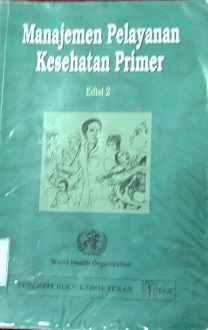 Manajemen Pelayanan
Kesehatan Primer
Edisi 2
World Health Organization
PENERBIT BUKU KEDOKTERAN EGC